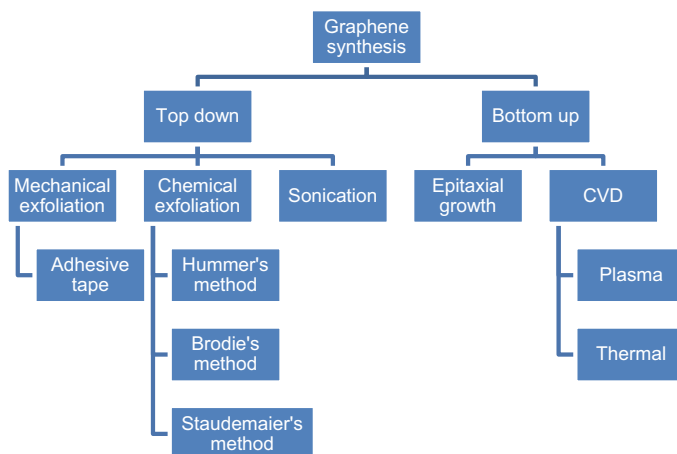 Graphene
synthesis
Top down
Bottom up
Mechanical
exfoliation
Chemical
exfoliation
Sonication
Epitaxial
growth
CVD
Adhesive
tape
Hummer's
method
Plasma
Brodie's
method
Thermal
Staudemaier's
method